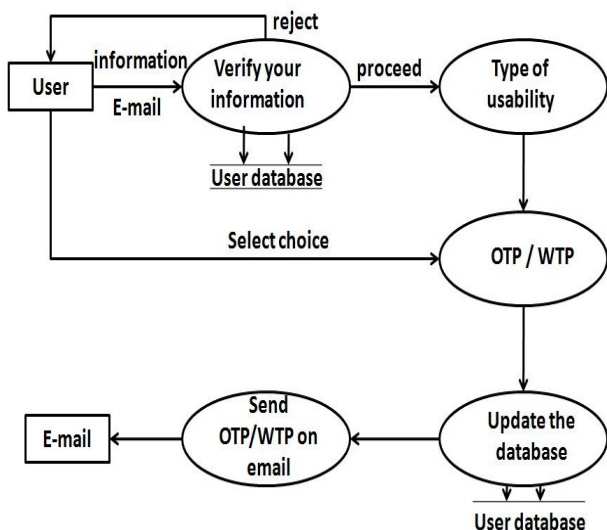 reject
information
User
E-mail
Verify your
information
proceed
Type of
usability
User database
Select choice
OTP / WTP
E-mail
Send
OTP/WTP on
email
Update the
database
User database